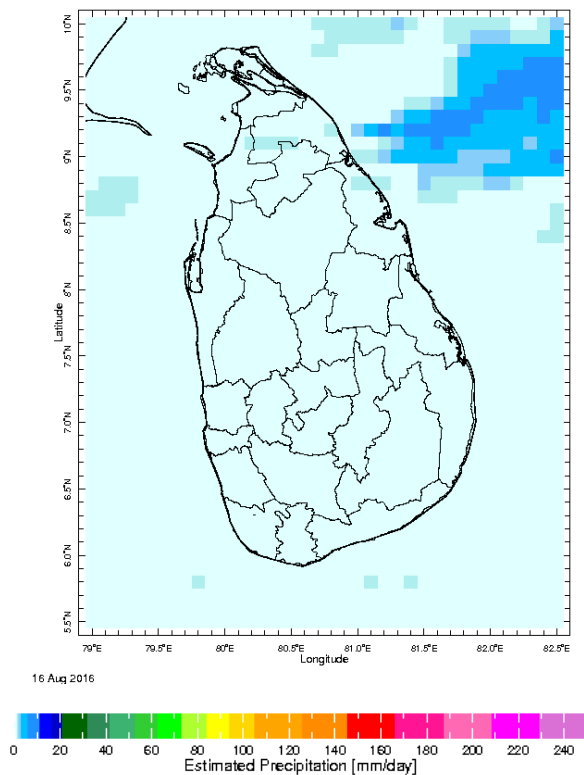 10°N
9.5°N
9°N
8.5°N
8°N
7.5°N
7.0°N
6.5°N
6.0°N
5.5°N
Latitude
79°E 79.5°E 80°E 80.5°E 81.0°E 81.5°E 82.0°E 82.5°E
Longitude
16 Aug 2016
0 20 40 60 80 100 120 140 160 180 200 220 240
Estimated Precipitation [mm/day]